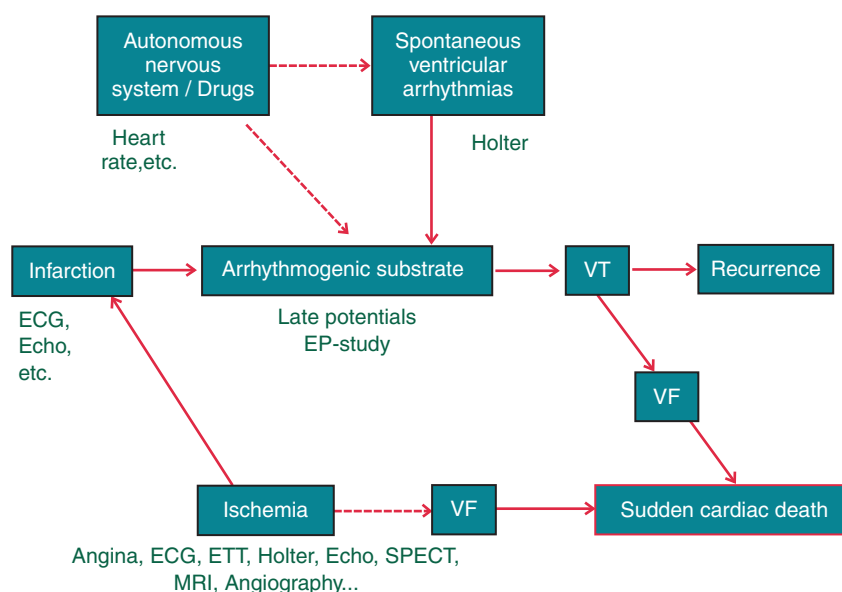 Autonomous
nervous
system / Drugs
Spontaneous
ventricular
arrhythmias
Heart
rate,etc.
Holter
Infarction
Arrhythmogenic substrate
VT
Recurrence
ECG,
Echo,
etc.
Late potentials
EP-study
VF
Ischemia
VF
Sudden cardiac death
Angina, ECG, ETT, Holter, Echo, SPECT,
MRI, Angiography...